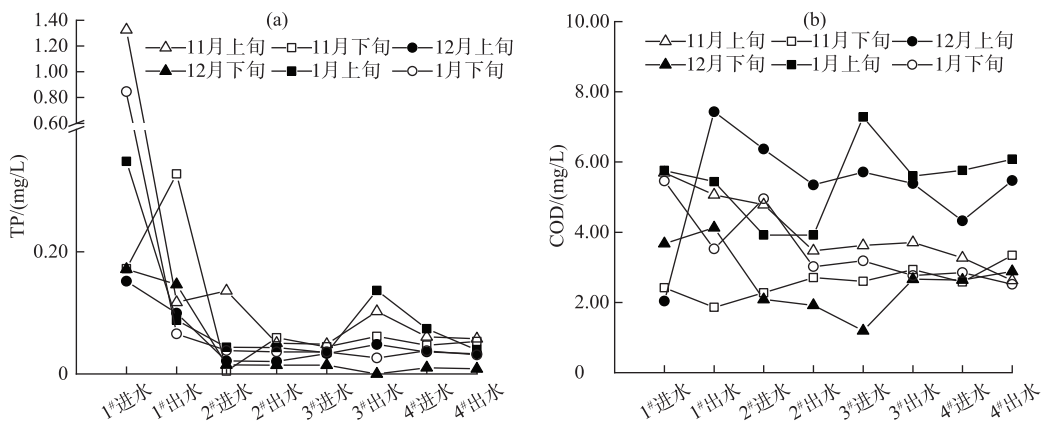 (a)
1.40
1.20
1.00
0.80
0.60
0.20
0
TP/(mg/L)
11月上旬 11月下旬 12月上旬
12月下旬 1月上旬 1月下旬
1#进水 1#出水 2#进水 2#出水 3#进水 3#出水 4#进水 4#出水
(b)
10.00
8.00
6.00
4.00
2.00
0
COD/(mg/L)
11月上旬 11月下旬 12月上旬
12月下旬 1月上旬 1月下旬
1#进水 1#出水 2#进水 2#出水 3#进水 3#出水 4#进水 4#出水